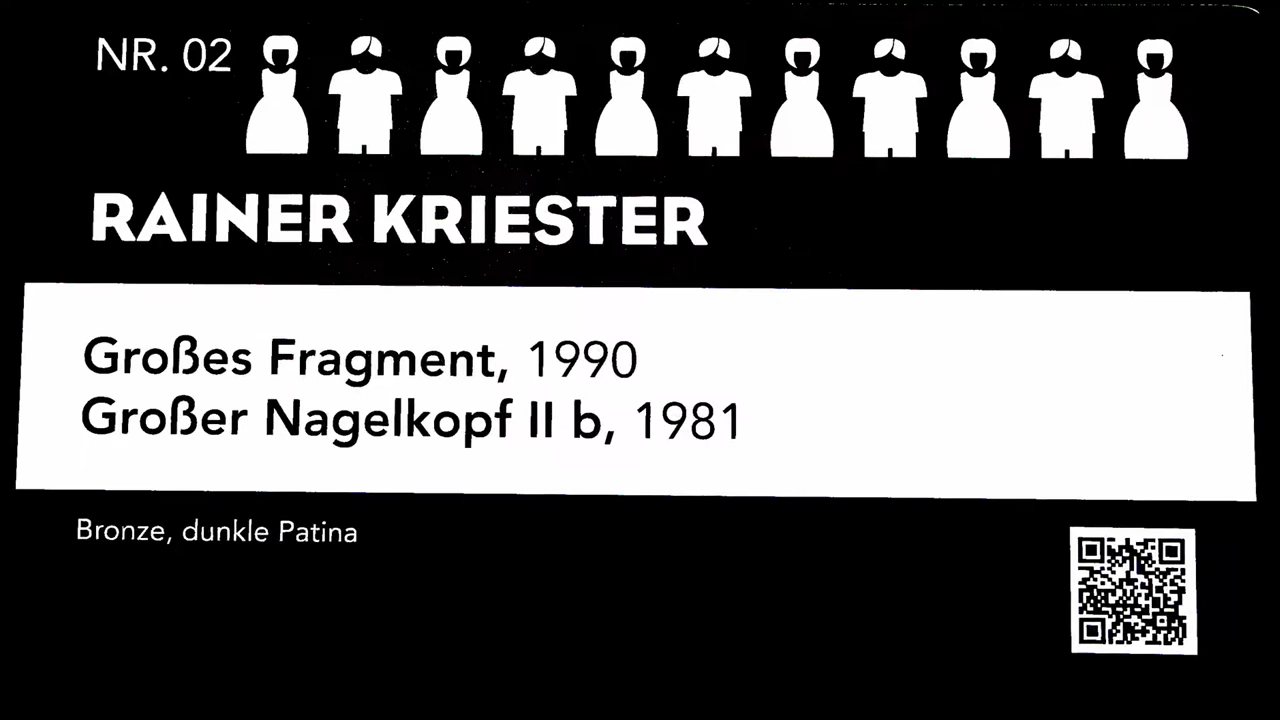 NR. 02
RAINER KRIESTER
Großes Fragment, 1990
Großer Nagelkopf II b, 1981
Bronze, dunkle Patina